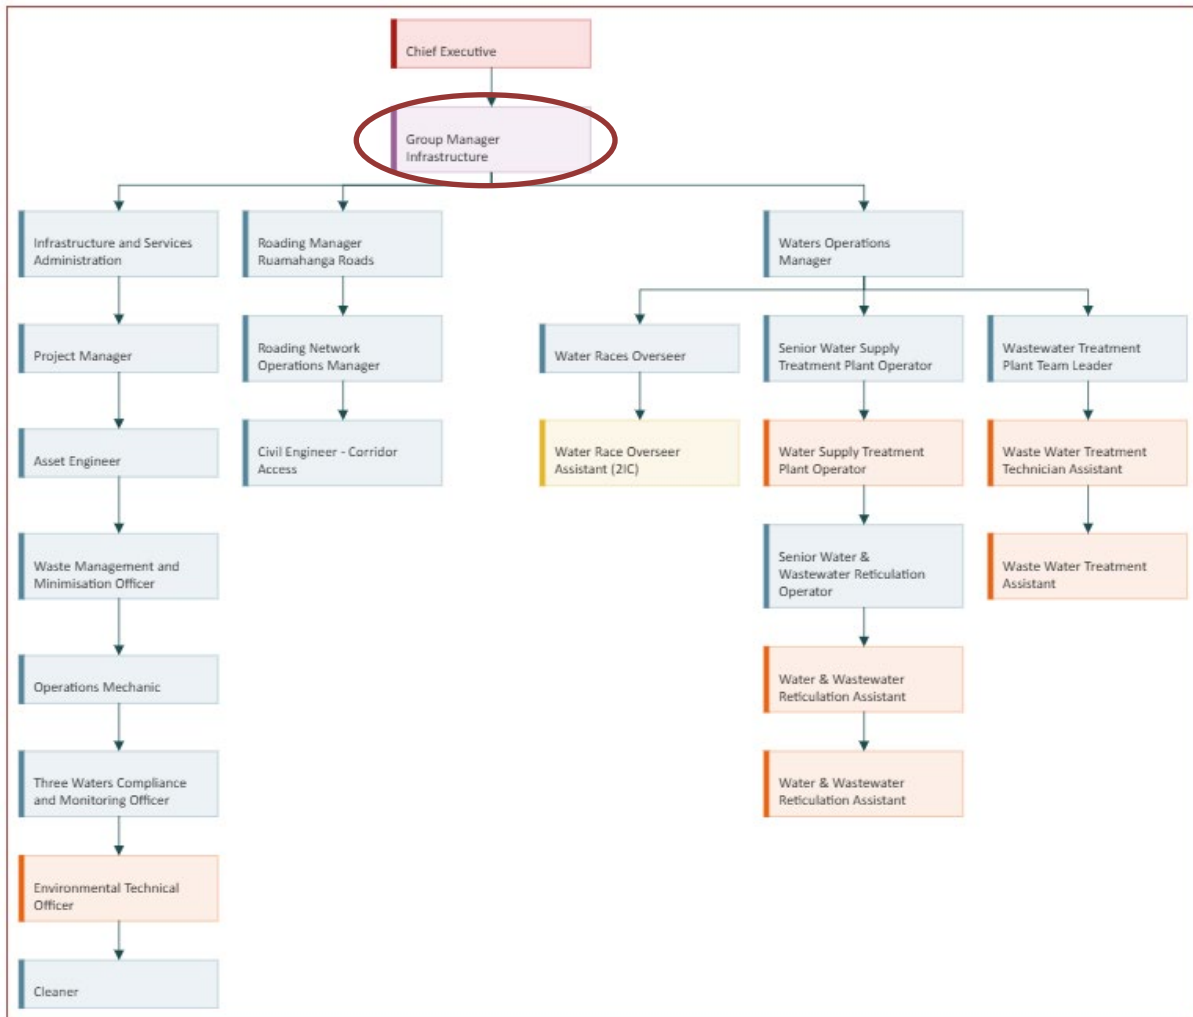 Chief Executive
Group Manager
Infrastructure
Infrastructure and Services
Administration
Roading Manager
Ruamahanga Roads
Waters Operations
Manager
Project Manager
Roading Network
Operations Manager
Water Races Overseer
Senior Water Supply
Treatment Plant Operator
Wastewater Treatment
Plant Team Leader
Asset Engineer
Civil Engineer - Corridor
Access
Water Race Overseer
Assistant (2IC)
Water Supply Treatment
Plant Operator
Waste Water Treatment
Technician Assistant
Waste Management and
Minimisation Officer
Senior Water &
Wastewater Reticulation
Operator
Waste Water Treatment
Assistant
Operations Mechanic
Water & Wastewater
Reticulation Assistant
Three Waters Compliance
and Monitoring Officer
Water & Wastewater
Reticulation Assistant
Environmental Technical
Officer
Cleaner